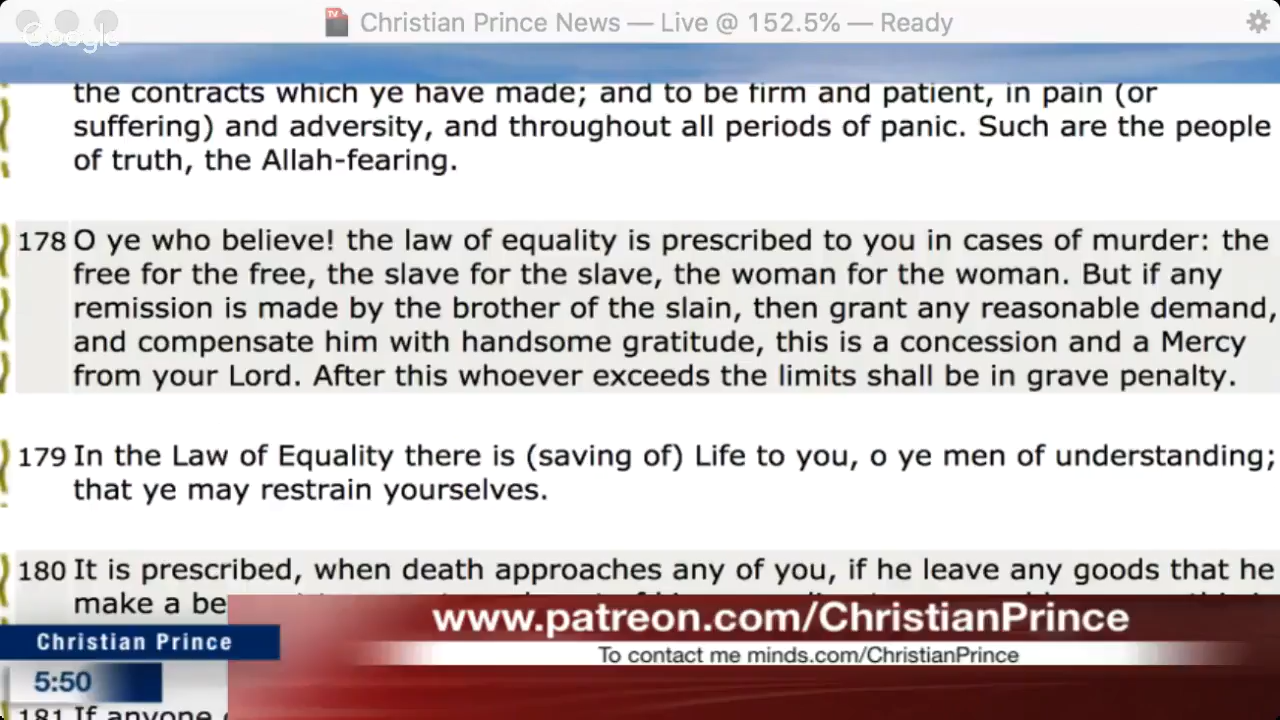 Christian Prince News — Live @ 152.5% — Ready
Google
the contracts which ye have made; and to be firm and patient, in pain (or
suffering) and adversity, and throughout all periods of panic. Such are the people
of truth, the Allah-fearing.
178 O ye who believe! the law of equality is prescribed to you in cases of murder: the
free for the free, the slave for the slave, the woman for the woman. But if any
remission is made by the brother of the slain, then grant any reasonable demand,
and compensate him with handsome gratitude, this is a concession and a Mercy
from your Lord. After this whoever exceeds the limits shall be in grave penalty.
179 In the Law of Equality there is (saving of) Life to you, o ye men of understanding;
that ye may restrain yourselves.
180 It is prescribed, when death approaches any of you, if he leave any goods that he
make a be
www.patreon.com/ChristianPrince
Christian Prince
To contact me minds.com/ChristianPrince
5:50
181 If anyone